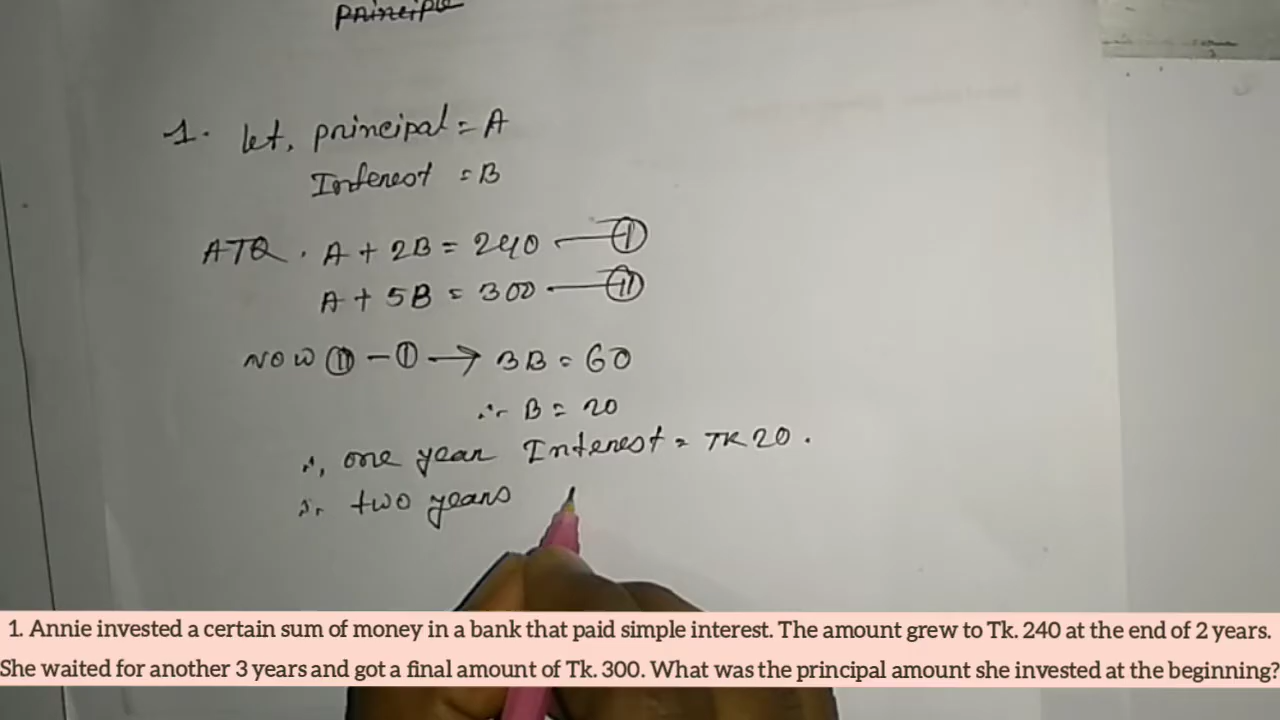 principle
1. let, principal = A
Interest = B
ATQ. A + 2B = 240 —— (I)
A + 5B = 300 —— (II)
NOW (II) - (I) → 3B = 60
∴ B = 20
∴, one year Interest = TK 20.
∴ two years
1. Annie invested a certain sum of money in a bank that paid simple interest. The amount grew to Tk. 240 at the end of 2 years.
She waited for another 3 years and got a final amount of Tk. 300. What was the principal amount she invested at the beginning?